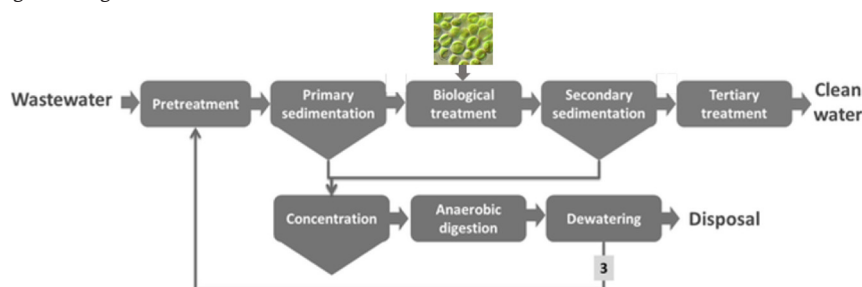 Wastewater
Pretreatment
Primary
sedimentation
Biological
treatment
Secondary
sedimentation
Tertiary
treatment
Clean
water
Concentration
Anaerobic
digestion
Dewatering
Disposal
3